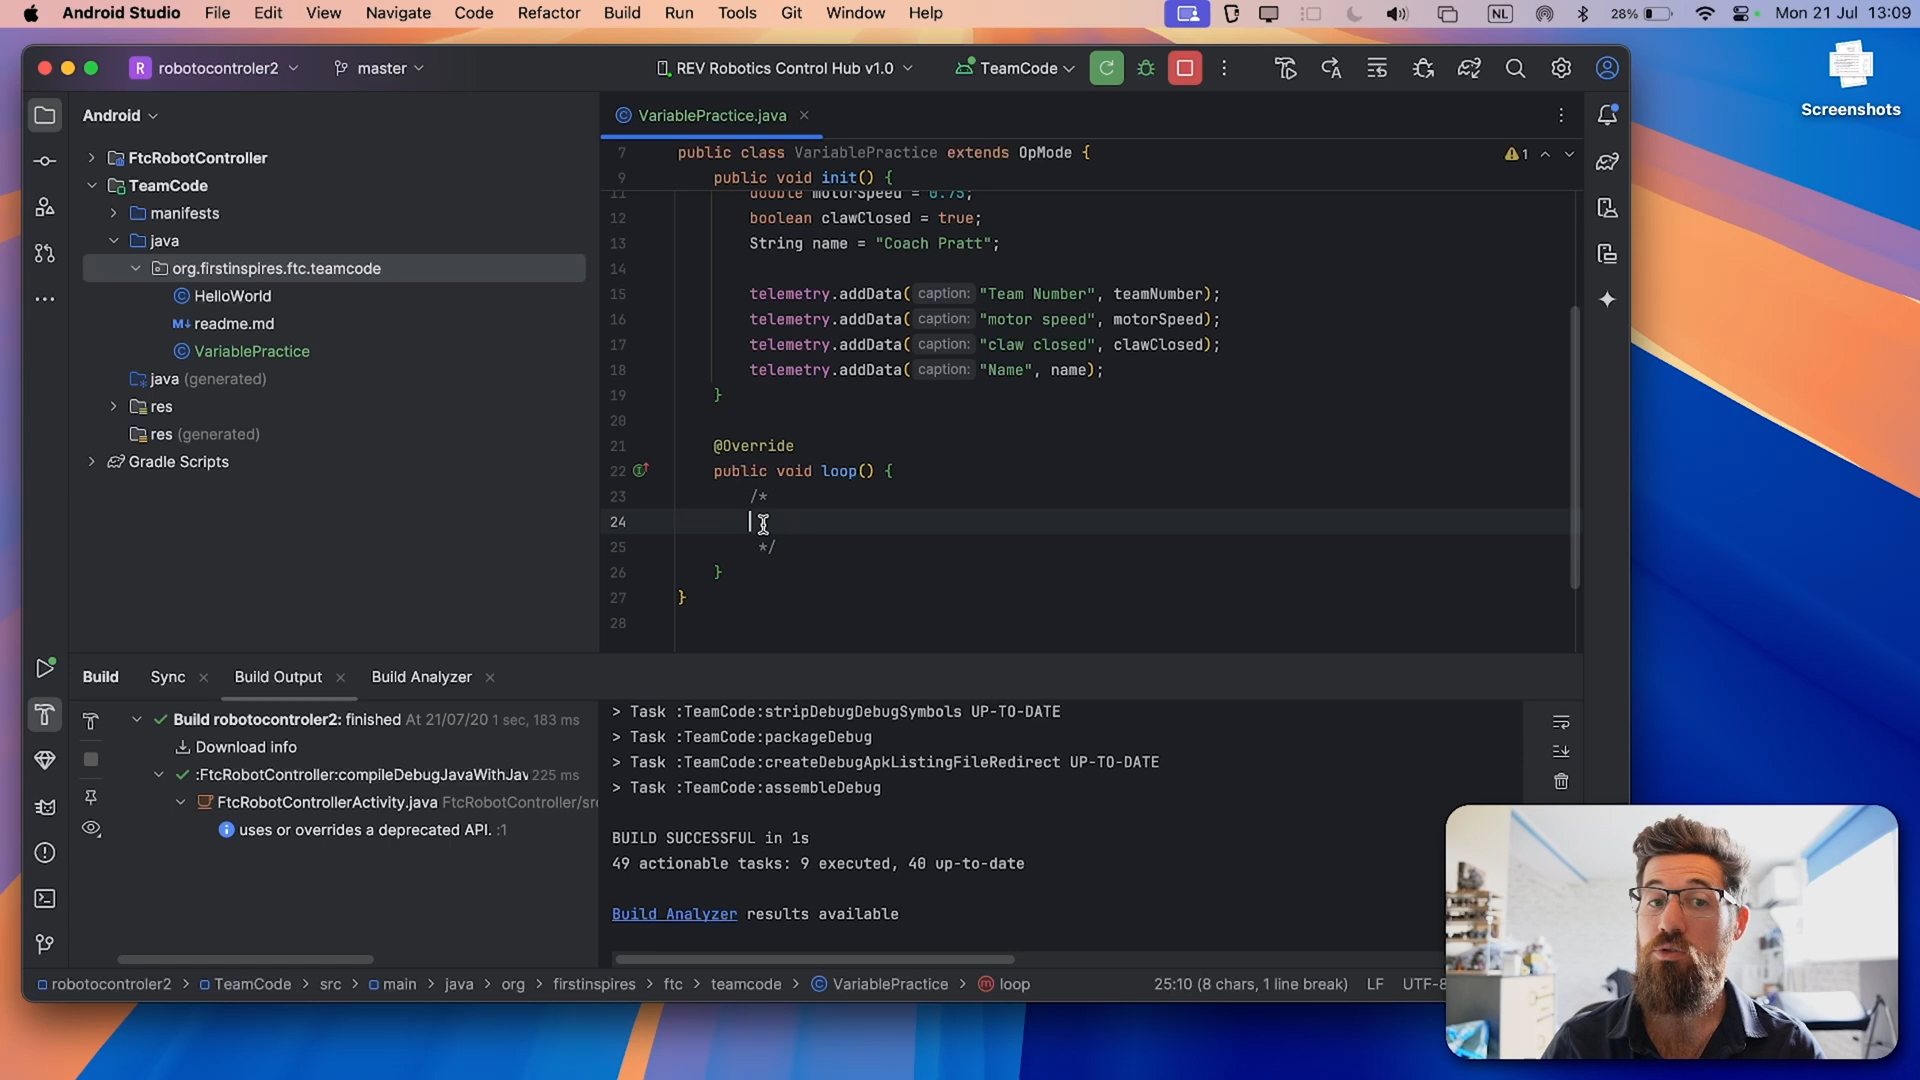 Android Studio File Edit View Navigate Code Refactor Build Run Tools Git Window Help NL 28% Mon 21 Jul 13:09
Screenshots
R robotocontroler2 master REV Robotics Control Hub v1.0 TeamCode
Android
FtcRobotController
TeamCode
manifests
java
org.firstinspires.ftc.teamcode
HelloWorld
M↓ readme.md
VariablePractice
java (generated)
res
res (generated)
Gradle Scripts
VariablePractice.java
1
7 public class VariablePractice extends OpMode {
9 public void init() {
11 double motorSpeed = 0.75;
12 boolean clawClosed = true;
13 String name = "Coach Pratt";
14
15 telemetry.addData( caption: "Team Number", teamNumber);
16 telemetry.addData( caption: "motor speed", motorSpeed);
17 telemetry.addData( caption: "claw closed", clawClosed);
18 telemetry.addData( caption: "Name", name);
19 }
20
21 @Override
22 public void loop() {
23 /*
24
25 */
26 }
27 }
28
Build Sync Build Output Build Analyzer
Build robotocontroler2: finished At 21/07/20 1 sec, 183 ms
Download info
:FtcRobotController:compileDebugJavaWithJav 225 ms
FtcRobotControllerActivity.java FtcRobotController/src
uses or overrides a deprecated API. :1
> Task :TeamCode:stripDebugDebugSymbols UP-TO-DATE
> Task :TeamCode:packageDebug
> Task :TeamCode:createDebugApkListingFileRedirect UP-TO-DATE
> Task :TeamCode:assembleDebug
BUILD SUCCESSFUL in 1s
49 actionable tasks: 9 executed, 40 up-to-date
Build Analyzer results available
robotocontroler2 > TeamCode > src > main > java > org > firstinspires > ftc > teamcode > VariablePractice > loop 25:10 (8 chars, 1 line break) LF UTF-8